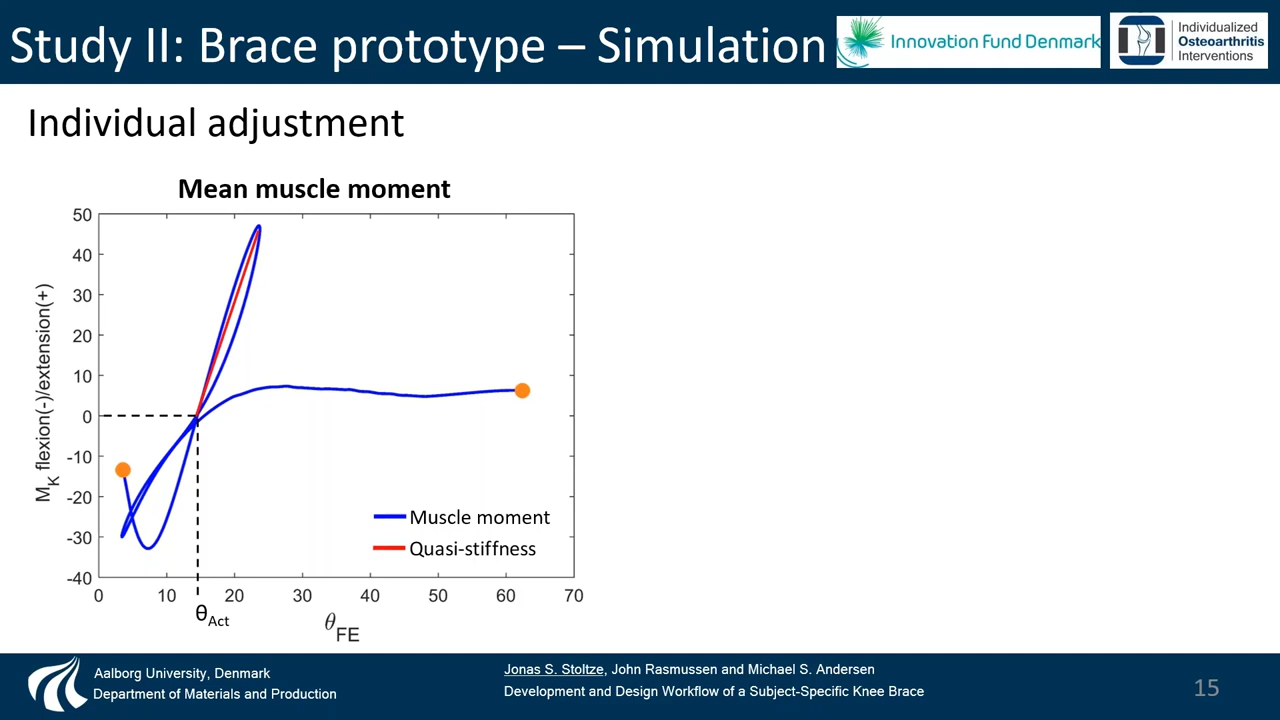 Study II: Brace prototype – Simulation
Innovation Fund Denmark
Individualized
Osteoarthritis
Interventions
Individual adjustment
Mean muscle moment
50
40
30
20
10
0
-10
-20
-30
-40
M_K flexion(-)/extension(+)
Muscle moment
Quasi-stiffness
0 10 20 30 40 50 60 70
θ_Act
θ_FE
Aalborg University, Denmark
Department of Materials and Production
Jonas S. Stoltze, John Rasmussen and Michael S. Andersen
Development and Design Workflow of a Subject-Specific Knee Brace
15